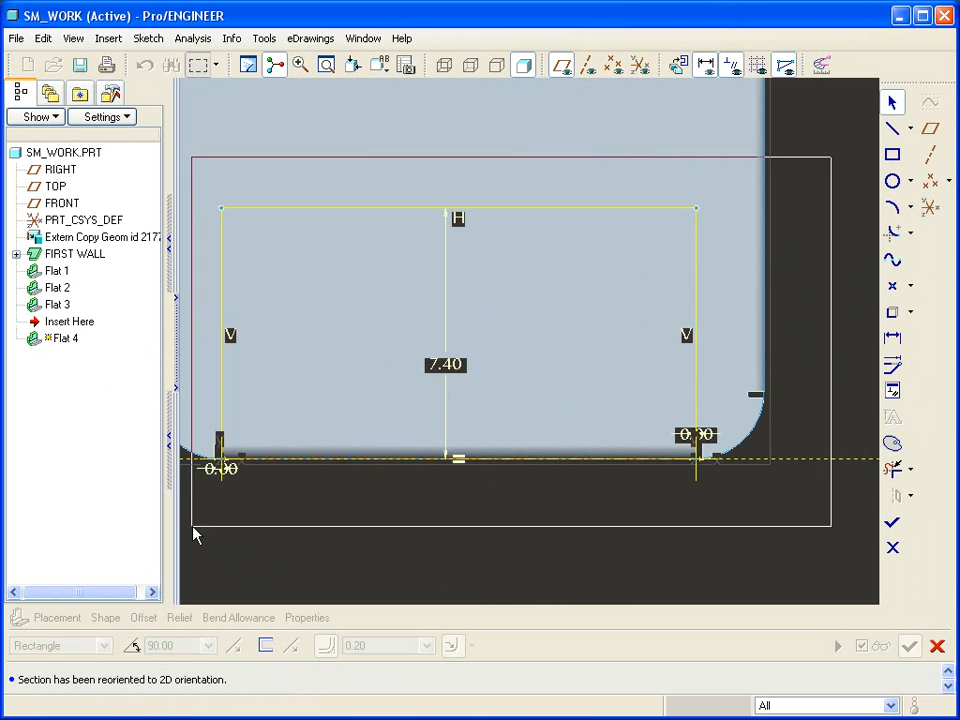 SM_WORK (Active) - Pro/ENGINEER
File Edit View Insert Sketch Analysis Info Tools eDrawings Window Help
Show Settings
SM_WORK.PRT
RIGHT
TOP
FRONT
PRT_CSYS_DEF
Extern Copy Geom id 2177
FIRST WALL
Flat 1
Flat 2
Flat 3
Insert Here
Flat 4
H
V
V
7.40
0.00
0.00
Placement Shape Offset Relief Bend Allowance Properties
Rectangle 90.00 0.20
Section has been reoriented to 2D orientation.
All